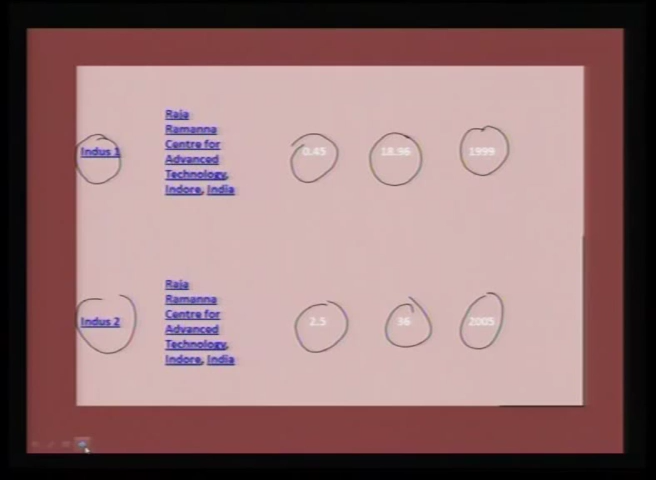 Indus 1
Raja
Ramanna
Centre for
Advanced
Technology,
Indore, India
0.45
18.96
1999
Indus 2
Raja
Ramanna
Centre for
Advanced
Technology,
Indore, India
2.5
36
2005